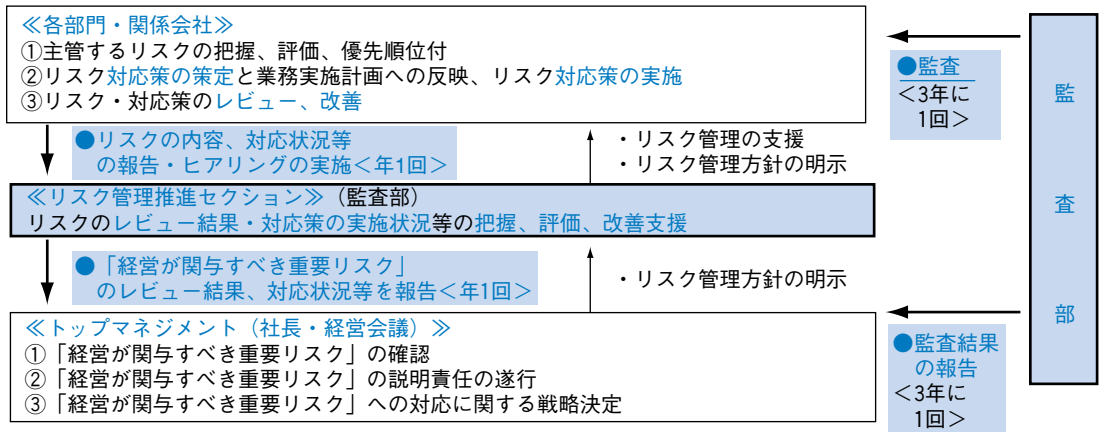 ≪各部門・関係会社≫
①主管するリスクの把握、評価、優先順位付
②リスク対応策の策定と業務実施計画への反映、リスク対応策の実施
③リスク・対応策のレビュー、改善
●監査
＜3年に
1回＞
●リスクの内容、対応状況等
の報告・ヒアリングの実施＜年1回＞
・リスク管理の支援
・リスク管理方針の明示
≪リスク管理推進セクション≫（監査部）
リスクのレビュー結果・対応策の実施状況等の把握、評価、改善支援
●「経営が関与すべき重要リスク」
のレビュー結果、対応状況等を報告＜年1回＞
・リスク管理方針の明示
≪トップマネジメント（社長・経営会議）≫
①「経営が関与すべき重要リスク」の確認
②「経営が関与すべき重要リスク」の説明責任の遂行
③「経営が関与すべき重要リスク」への対応に関する戦略決定
●監査結果
の報告
＜3年に
1回＞
監査部